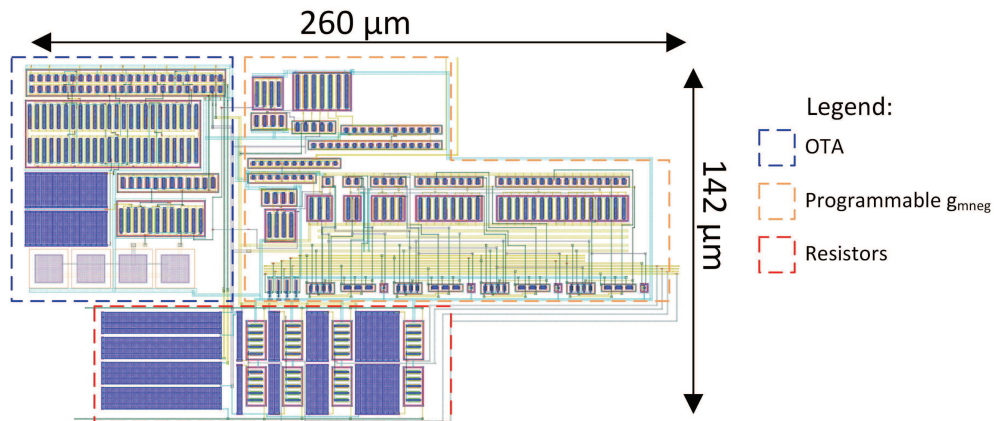 260 µm
142 µm
Legend:
OTA
Programmable gmneg
Resistors